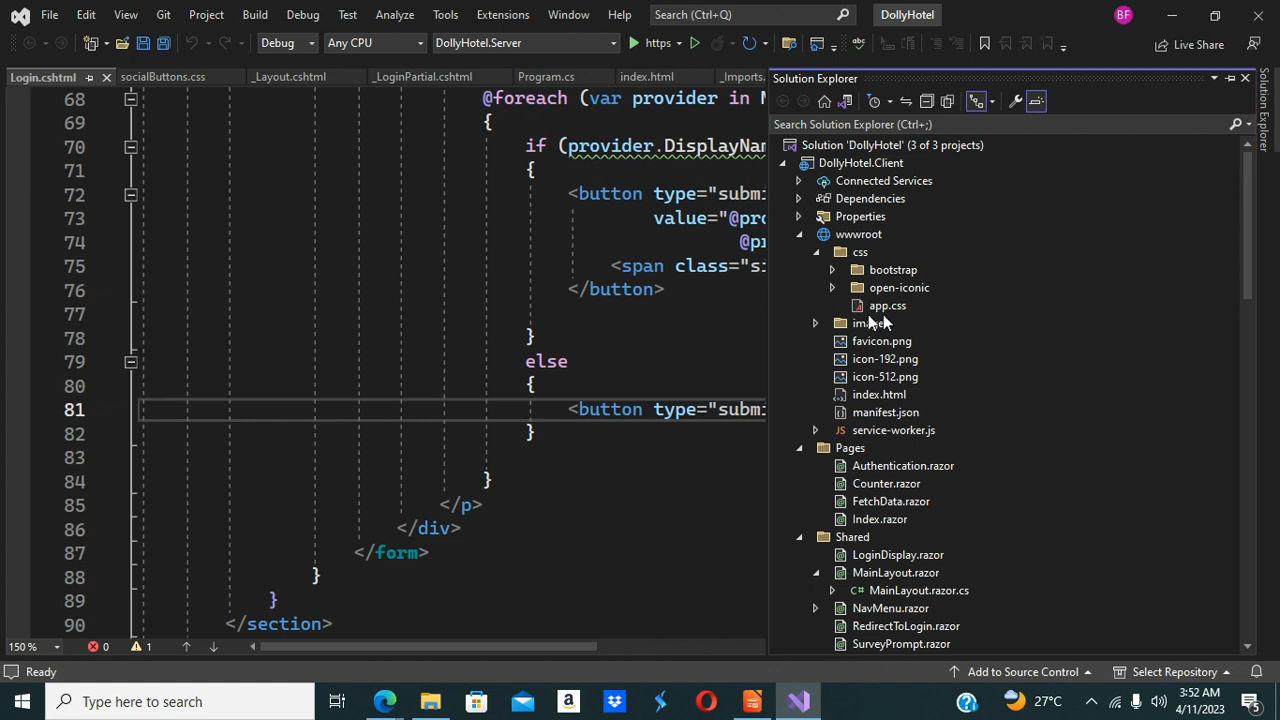 File Edit View Git Project Build Debug Test Analyze Tools Extensions Window Help Search (Ctrl+Q) DollyHotel BF
Debug Any CPU DollyHotel.Server https Live Share
Login.cshtml socialButtons.css _Layout.cshtml _LoginPartial.cshtml Program.cs index.html _Imports.
68 @foreach (var provider in M
69 {
70 if (provider.DisplayNam
71 {
72 <button type="submi
73 value="@pro
74 @pr
75 <span class="si
76 </button>
77
78 }
79 else
80 {
81 <button type="submi
82 }
83
84 }
85 </p>
86 </div>
87 </form>
88 }
89 }
90 </section>
150 % 0 1
Solution Explorer
Search Solution Explorer (Ctrl+;)
Solution 'DollyHotel' (3 of 3 projects)
DollyHotel.Client
Connected Services
Dependencies
Properties
wwwroot
css
bootstrap
open-iconic
app.css
favicon.png
icon-192.png
icon-512.png
index.html
manifest.json
JS service-worker.js
Pages
Authentication.razor
Counter.razor
FetchData.razor
Index.razor
Shared
LoginDisplay.razor
MainLayout.razor
C# MainLayout.razor.cs
NavMenu.razor
RedirectToLogin.razor
SurveyPrompt.razor
Solution Explorer
Ready Add to Source Control Select Repository
Type here to search 27°C 3:52 AM
4/11/2023 5